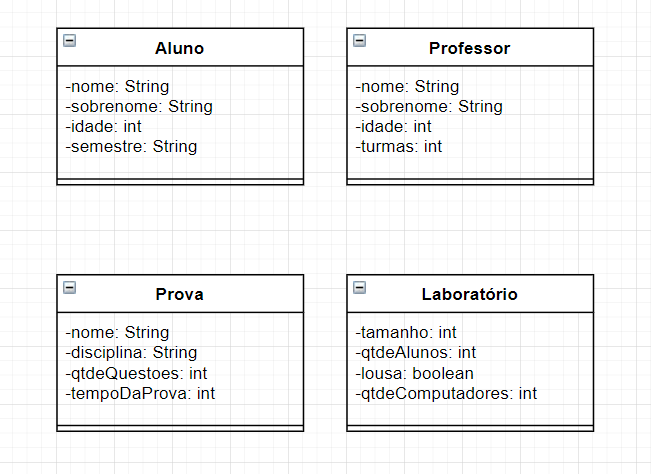 Aluno
-nome: String
-sobrenome: String
-idade: int
-semestre: String
Professor
-nome: String
-sobrenome: String
-idade: int
-turmas: int
Prova
-nome: String
-disciplina: String
-qtdeQuestoes: int
-tempoDaProva: int
Laboratório
-tamanho: int
-qtdeAlunos: int
-lousa: boolean
-qtdeComputadores: int